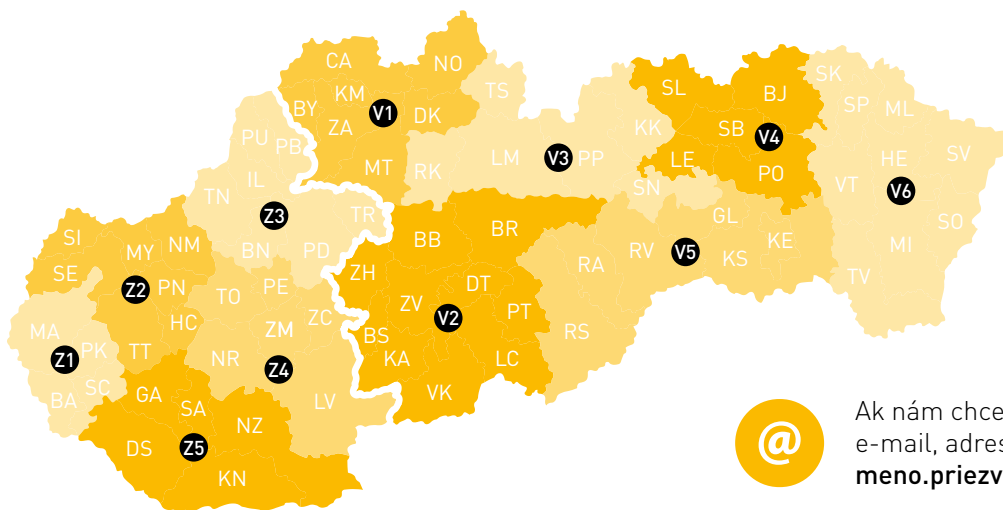 CA
NO
BY
KM
ZA
V1
DK
MT
TS
RK
LM
V3
PP
KK
SN
SL
BJ
SB
V4
LE
PO
SK
SP
ML
HE
SV
VT
V6
SO
MI
TV
PU
PB
IL
TN
Z3
TR
BN
PD
SI
MY
NM
SE
Z2
PN
HC
TT
MA
PK
Z1
SC
BA
TO
PE
ZM
ZC
NR
Z4
LV
GA
SA
NZ
DS
Z5
KN
BB
BR
ZH
DT
ZV
V2
PT
BS
KA
LC
VK
RA
RV
V5
GL
KE
KS
RS
@
Ak nám chce
e-mail, adres
meno.priezv